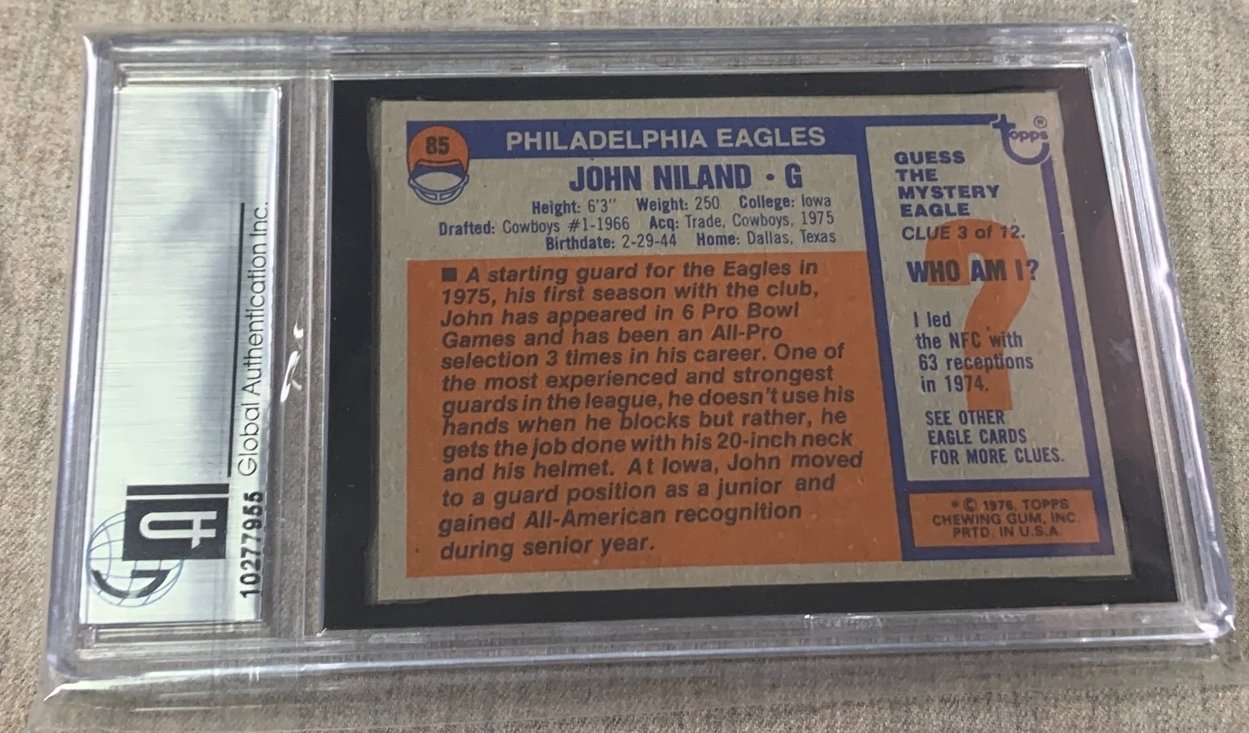 85
PHILADELPHIA EAGLES
JOHN NILAND • G
Height: 6'3" Weight: 250 College: Iowa
Drafted: Cowboys #1-1966 Acq: Trade, Cowboys, 1975
Birthdate: 2-29-44 Home: Dallas, Texas
■ A starting guard for the Eagles in
1975, his first season with the club,
John has appeared in 6 Pro Bowl
Games and has been an All-Pro
selection 3 times in his career. One of
the most experienced and strongest
guards in the league, he doesn't use his
hands when he blocks but rather, he
gets the job done with his 20-inch neck
and his helmet. At Iowa, John moved
to a guard position as a junior and
gained All-American recognition
during senior year.
topps®
GUESS
THE
MYSTERY
EAGLE
CLUE 3 of 12.
?
WHO AM I?
I led
the NFC with
63 receptions
in 1974.
SEE OTHER
EAGLE CARDS
FOR MORE CLUES.
* © 1976, TOPPS
CHEWING GUM, INC
PRTD. IN U.S.A.
Global Authentication Inc.
10277955